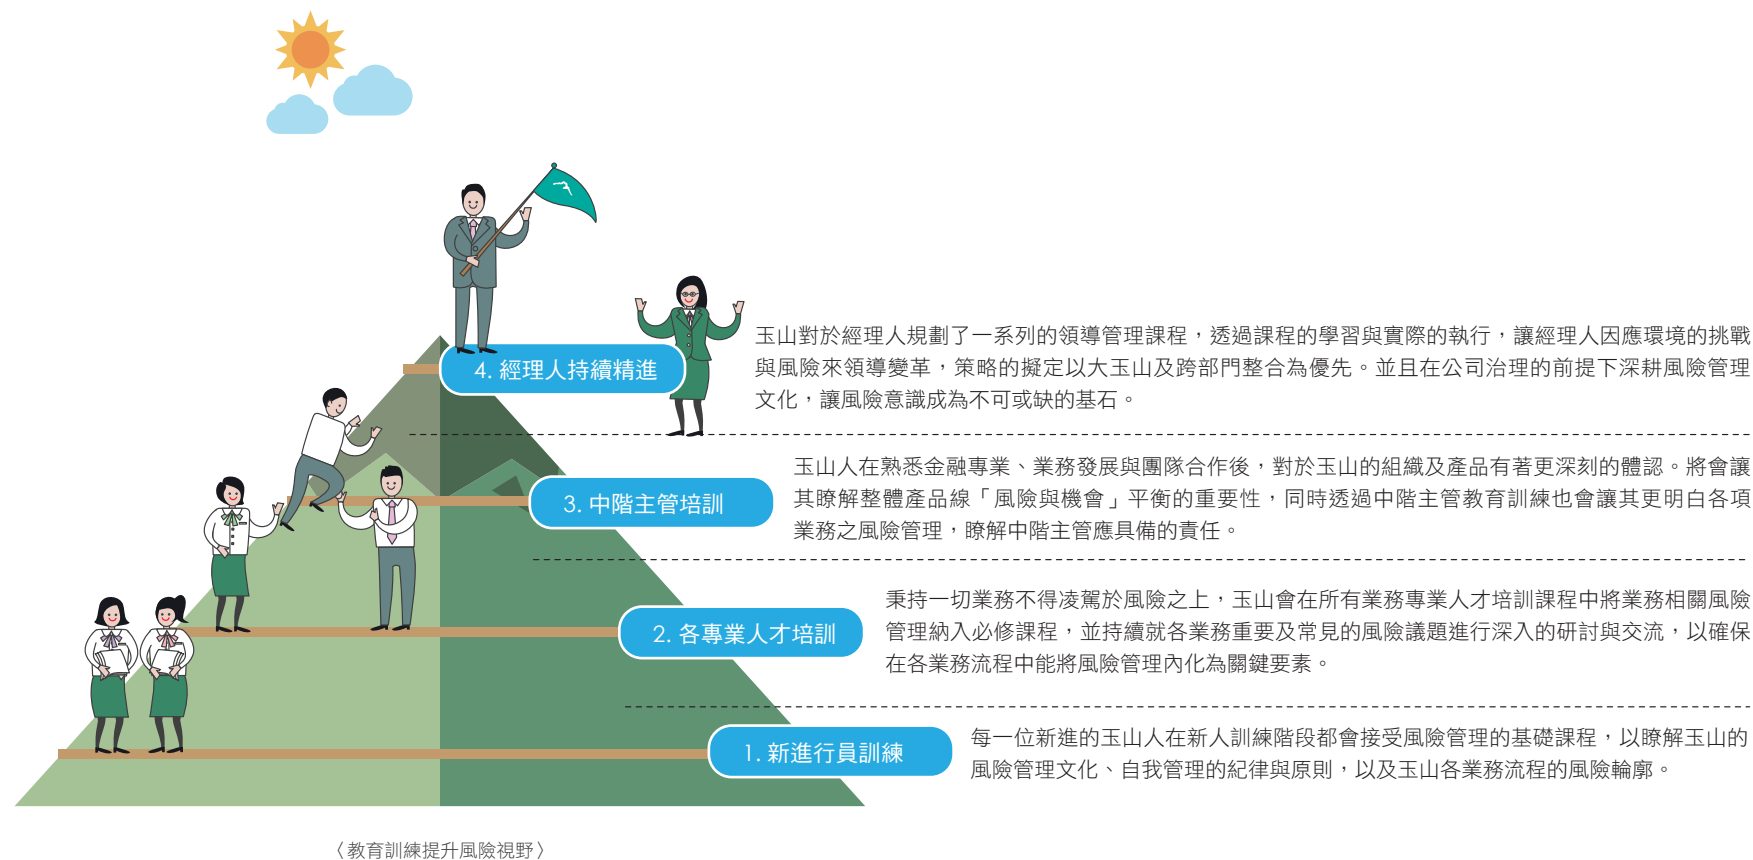 4. 經理人持續精進
玉山對於經理人規劃了一系列的領導管理課程，透過課程的學習與實際的執行，讓經理人因應環境的挑戰
與風險來領導變革，策略的擬定以大玉山及跨部門整合為優先。並且在公司治理的前提下深耕風險管理
文化，讓風險意識成為不可或缺的基石。
3. 中階主管培訓
玉山人在熟悉金融專業、業務發展與團隊合作後，對於玉山的組織及產品有著更深刻的體認。將會讓
其瞭解整體產品線「風險與機會」平衡的重要性，同時透過中階主管教育訓練也會讓其更明白各項
業務之風險管理，瞭解中階主管應具備的責任。
2. 各專業人才培訓
秉持一切業務不得凌駕於風險之上，玉山會在所有業務專業人才培訓課程中將業務相關風險
管理納入必修課程，並持續就各業務重要及常見的風險議題進行深入的研討與交流，以確保
在各業務流程中能將風險管理內化為關鍵要素。
1. 新進行員訓練
每一位新進的玉山人在新人訓練階段都會接受風險管理的基礎課程，以瞭解玉山的
風險管理文化、自我管理的紀律與原則，以及玉山各業務流程的風險輪廓。
〈教育訓練提升風險視野〉